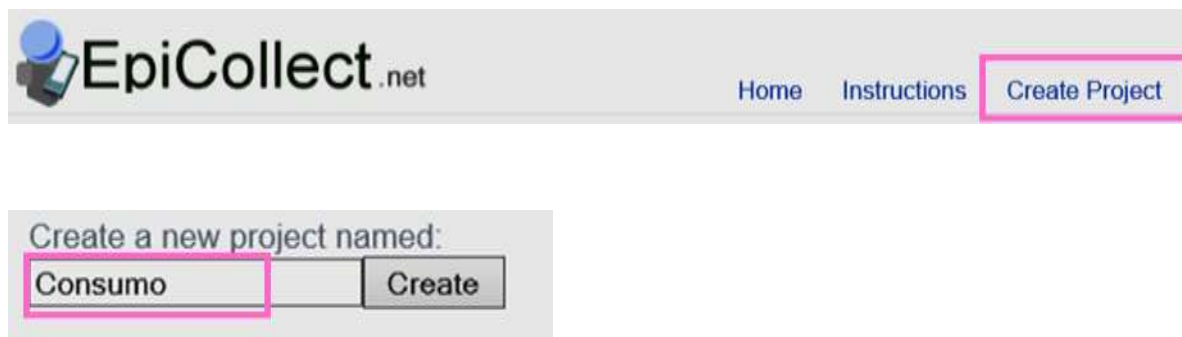 EpiCollect.net
Home Instructions Create Project
Create a new project named:
Consumo Create